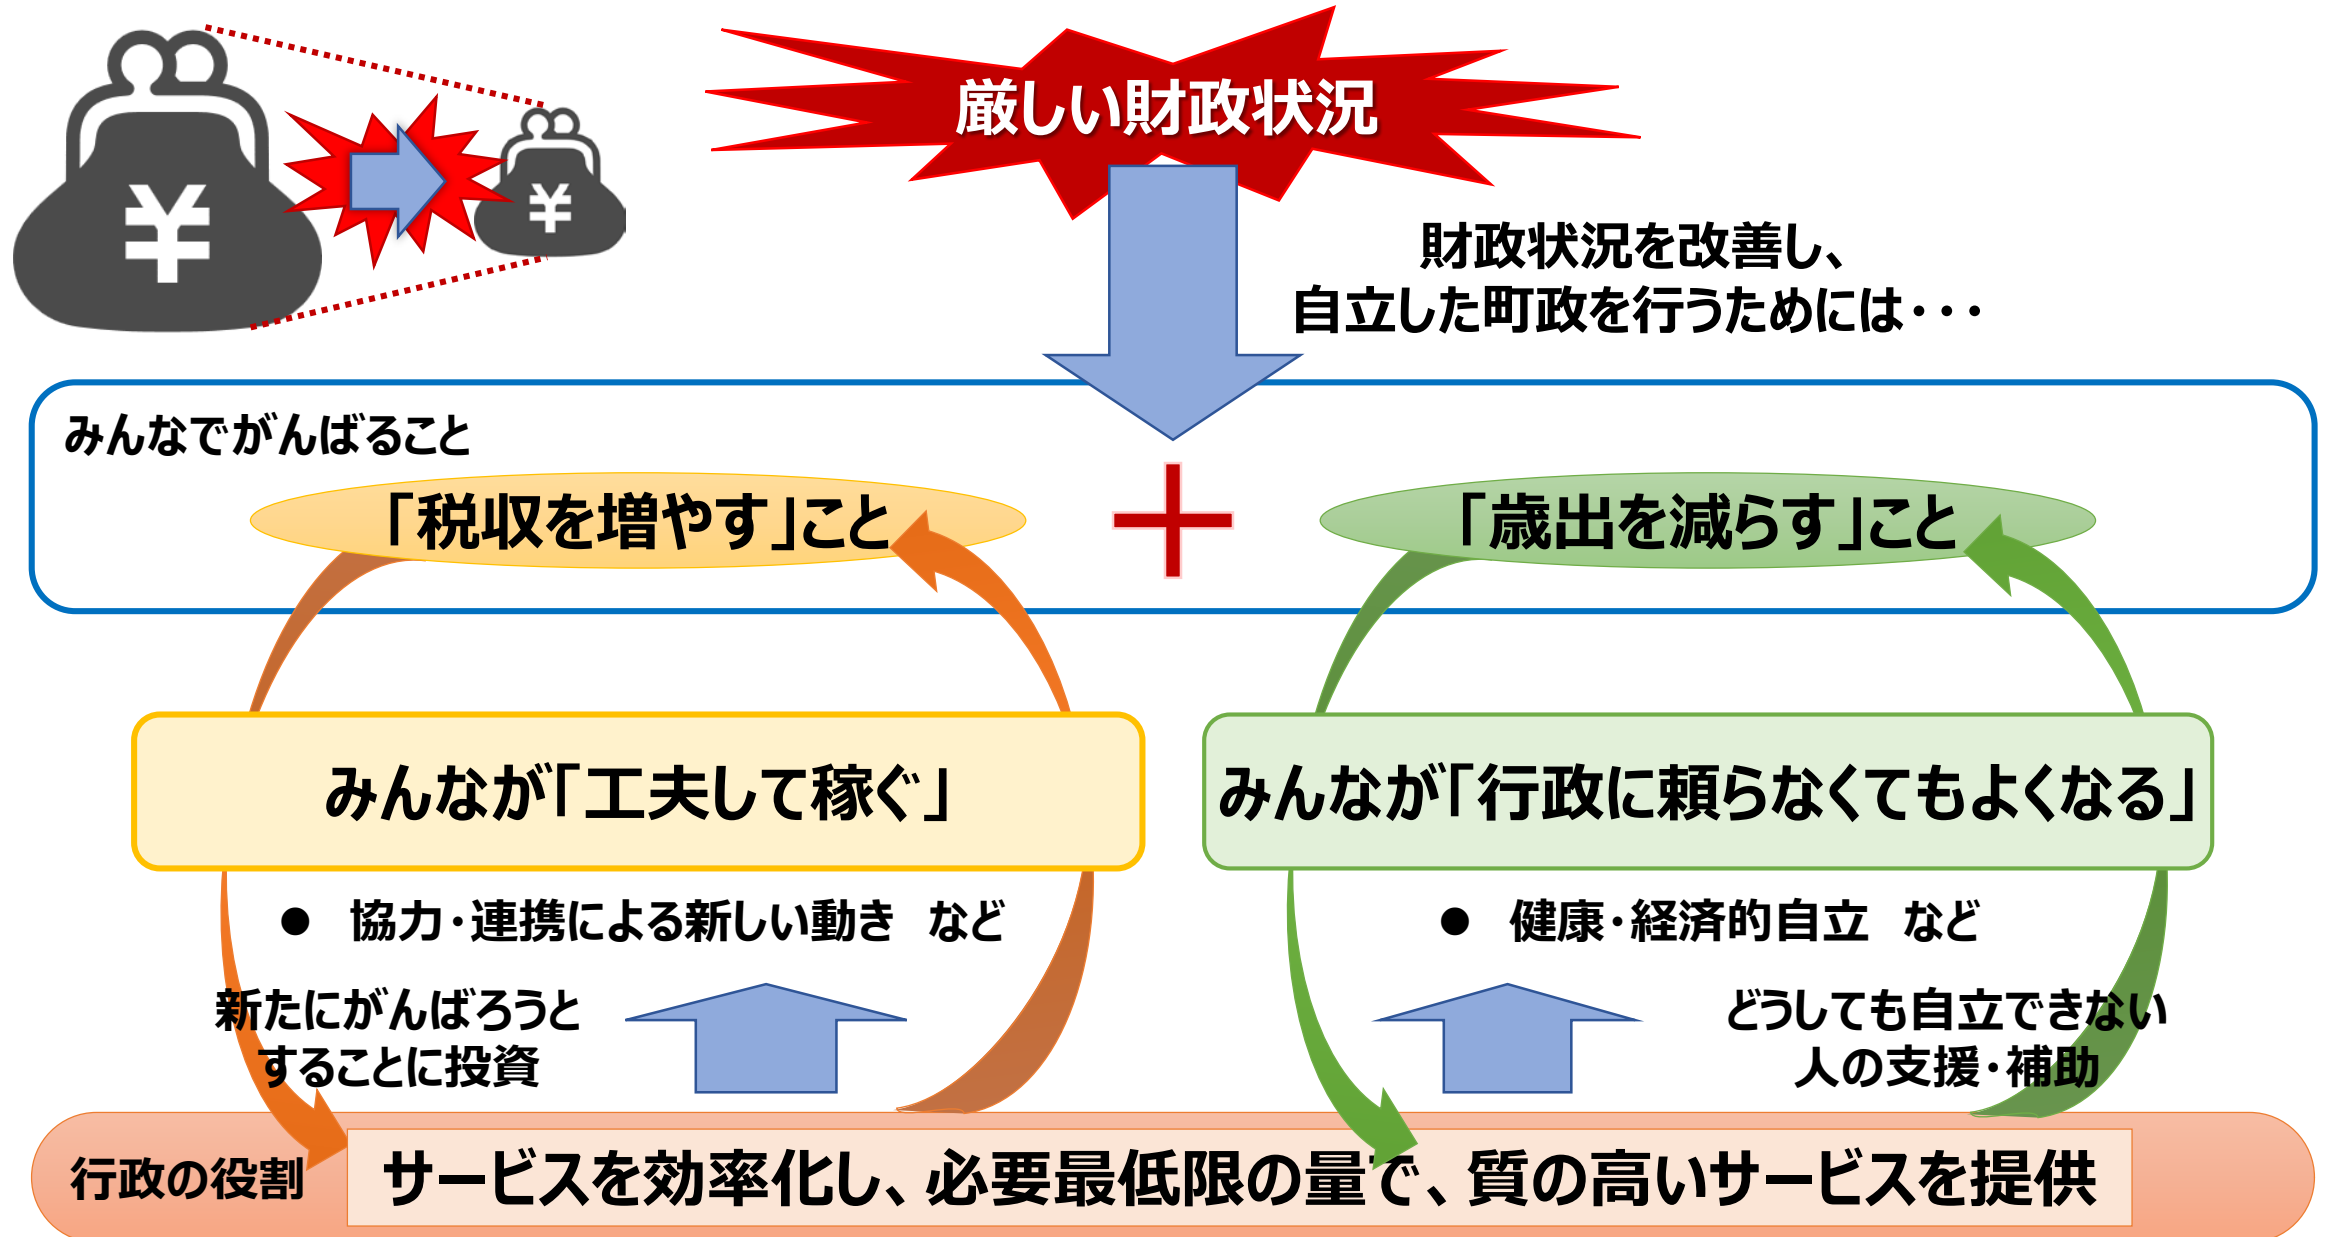 厳しい財政状況
¥
¥
財政状況を改善し、
自立した町政を行うためには・・・
みんなでがんばること
「税収を増やす」こと
＋
「歳出を減らす」こと
みんなが「工夫して稼ぐ」
みんなが「行政に頼らなくてもよくなる」
● 協力・連携による新しい動き　など
● 健康・経済的自立　など
新たにがんばろうと
することに投資
どうしても自立できない
人の支援・補助
行政の役割
サービスを効率化し、必要最低限の量で、質の高いサービスを提供